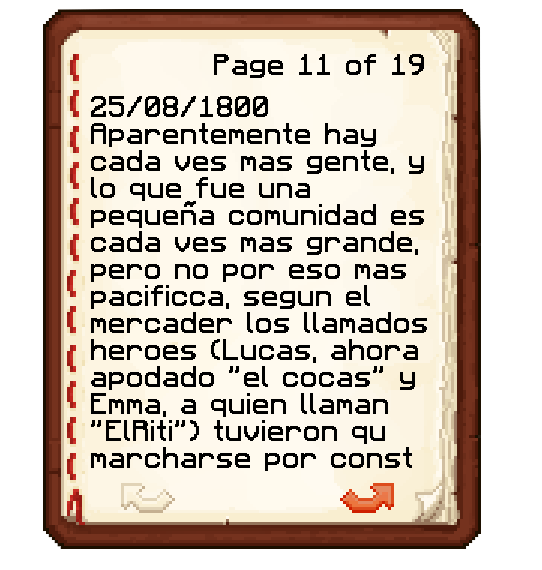 Page 11 of 19
25/08/1800
Aparentemente hay
cada ves mas gente, y
lo que fue una
pequeña comunidad es
cada ves mas grande,
pero no por eso mas
pacificca, segun el
mercader los llamados
heroes (Lucas, ahora
apodado "el cocas" y
Emma, a quien llaman
"ElRiti") tuvieron qu
marcharse por const